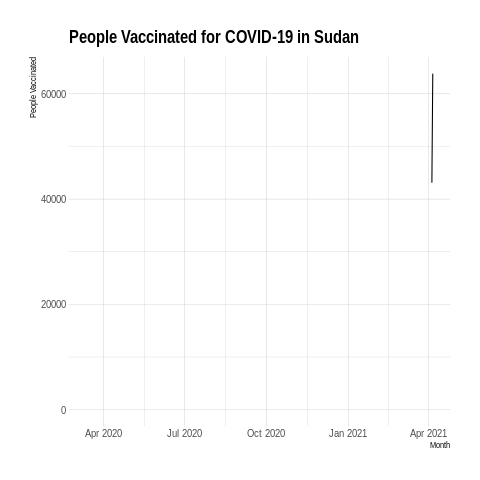 People Vaccinated for COVID-19 in Sudan
People Vaccinated
60000
40000
20000
0
Apr 2020 Jul 2020 Oct 2020 Jan 2021 Apr 2021
Month